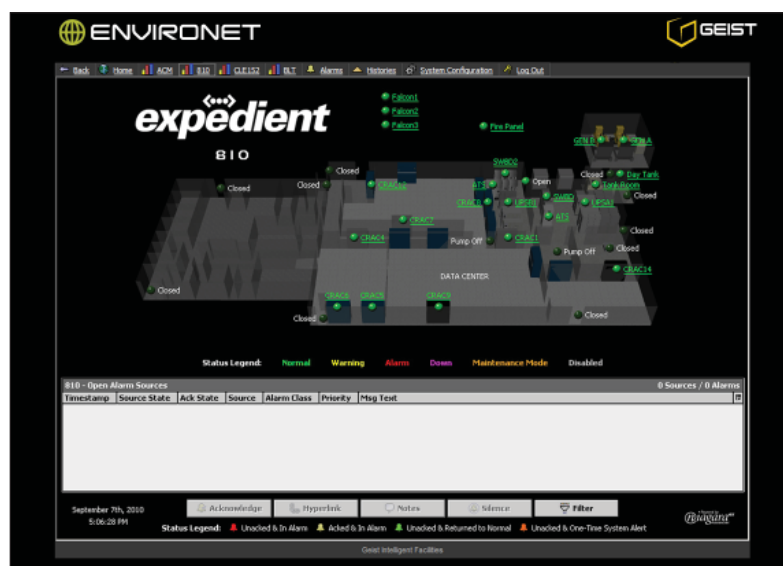 ENVIRONET
GEIST
Back Home ACM 810 CLE1S2 BLT Alarms Histories System Configuration Log Out
expedient
810
Falcon1
Falcon2
Falcon3
Fire Panel
GEN B GEN A
SWBD2
Closed
Closed Day Tank
Closed Closed CRAC12 ATS Open Tank Room
CRAC8 UPSB1 SWBD UPSA1 Closed
CRAC7 ATS
CRAC4 Pump Off CRAC1 Closed
Pump Off Closed
DATA CENTER CRAC14
Closed CRAC6 CRAC5 CRAC9
Closed Closed
Status Legend: Normal Warning Alarm Down Maintenance Mode Disabled
810 - Open Alarm Sources 0 Sources / 0 Alarms
Timestamp Source State Ack State Source Alarm Class Priority Msg Text
Acknowledge Hyperlink Notes Silence Filter
September 7th, 2010
5:06:28 PM
Status Legend: Unacked & In Alarm Acked & In Alarm Unacked & Returned to Normal Unacked & One-Time System Alert
niagara
Geist Intelligent Facilities